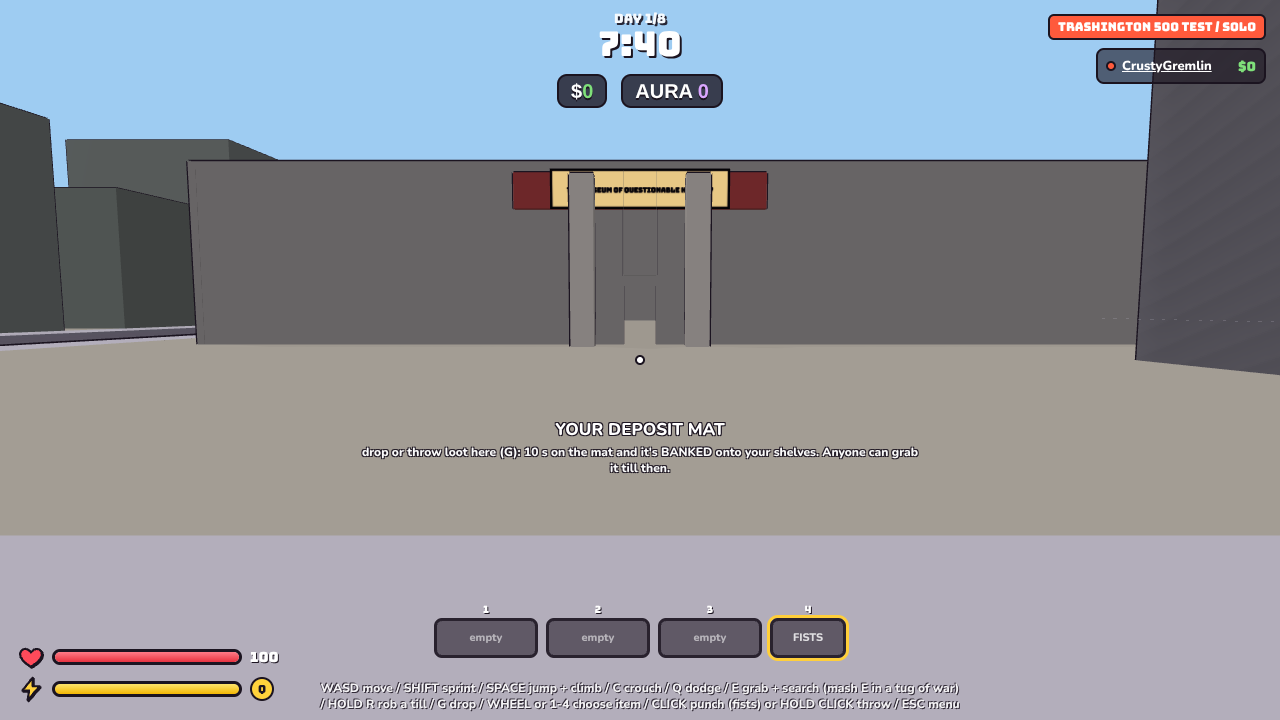 DAY 1/8
7:40
$0
AURA 0
TRASHINGTON 500 TEST / SOLO
CrustyGremlin $0
OF QUESTIONABLE
YOUR DEPOSIT MAT
drop or throw loot here (G): 10 s on the mat and it's BANKED onto your shelves. Anyone can grab
it till then.
1 2 3 4
empty empty empty FISTS
100
0
WASD move / SHIFT sprint / SPACE jump + climb / C crouch / Q dodge / E grab + search (mash E in a tug of war)
/ HOLD R rob a till / G drop / WHEEL or 1-4 choose item / CLICK punch (fists) or HOLD CLICK throw / ESC menu